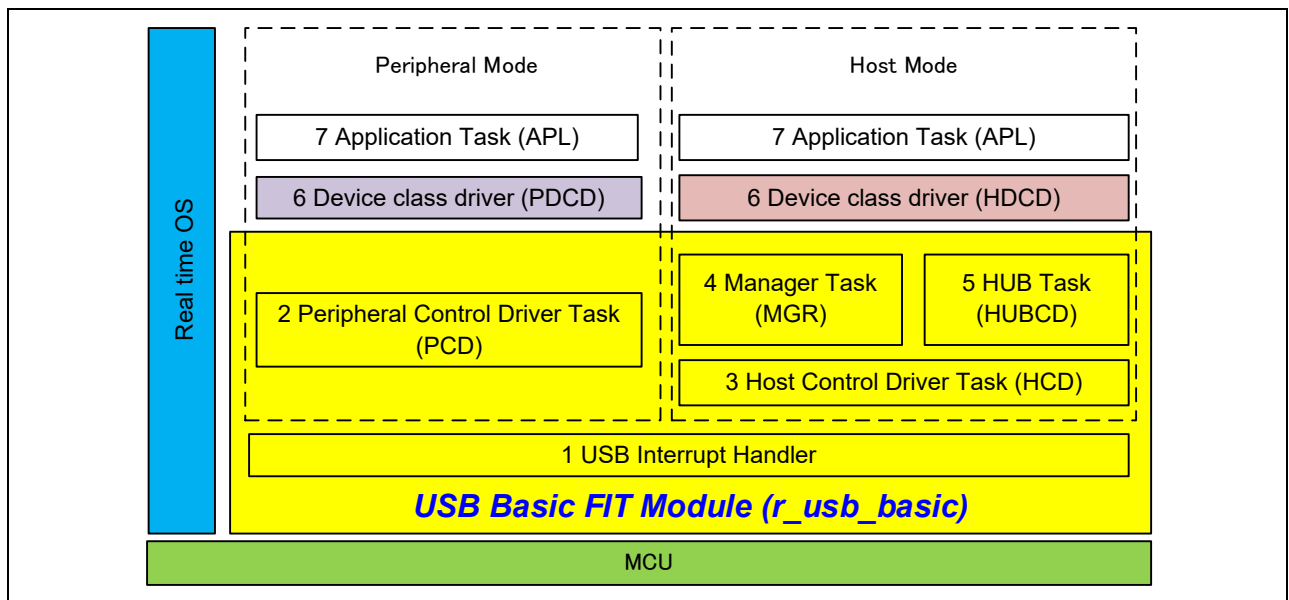 Real time OS
Peripheral Mode
Host Mode
7 Application Task (APL)
7 Application Task (APL)
6 Device class driver (PDCD)
6 Device class driver (HDCD)
2 Peripheral Control Driver Task
(PCD)
4 Manager Task
(MGR)
5 HUB Task
(HUBCD)
3 Host Control Driver Task (HCD)
1 USB Interrupt Handler
USB Basic FIT Module (r_usb_basic)
MCU